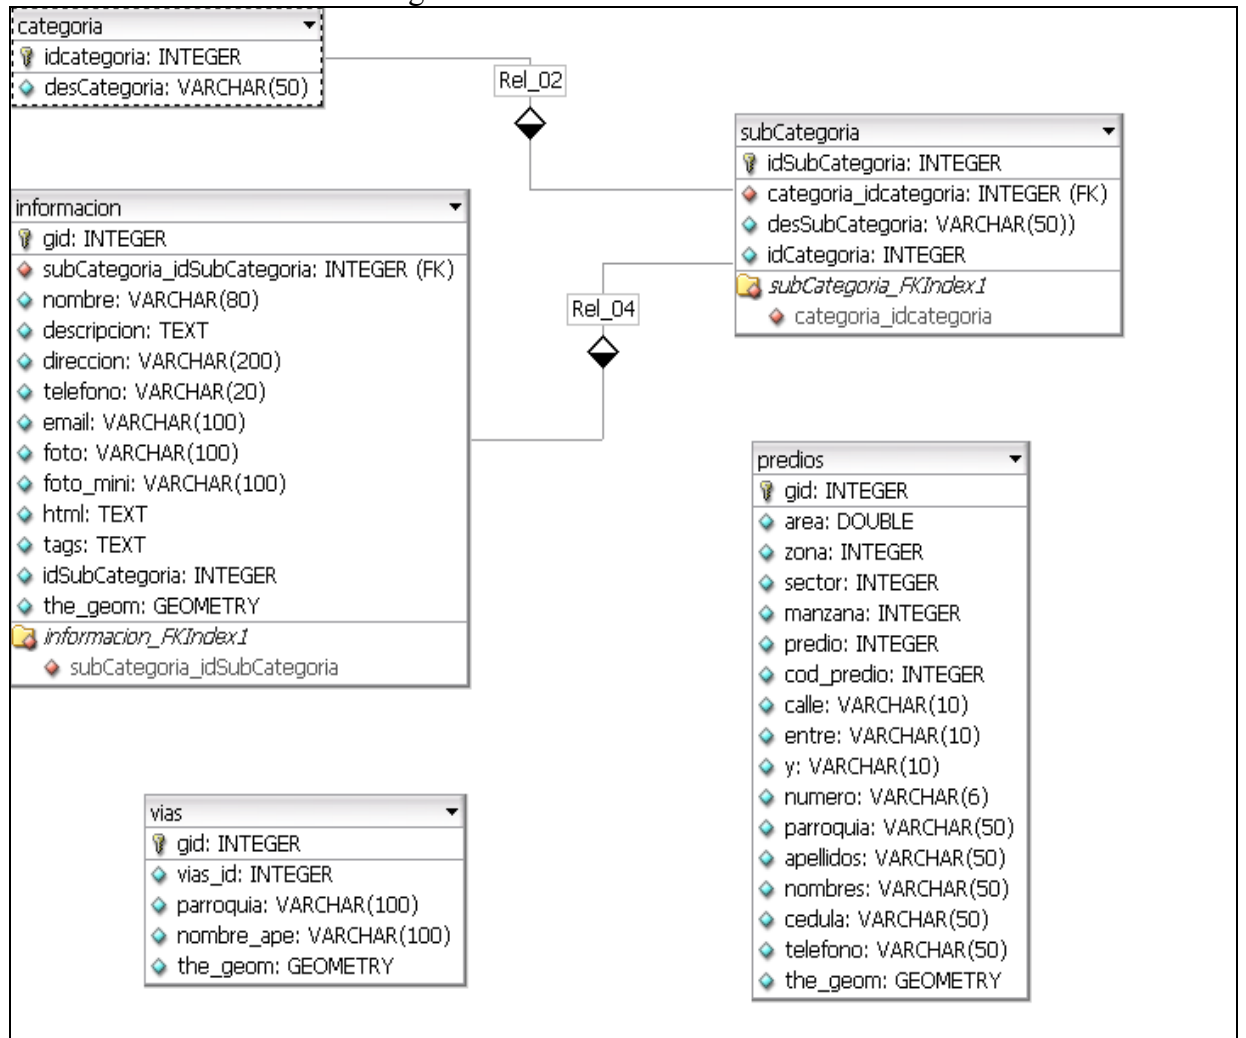 categoria
idcategoria: INTEGER
desCategoria: VARCHAR(50)
Rel_02
subCategoria
idSubCategoria: INTEGER
categoria_idcategoria: INTEGER (FK)
desSubCategoria: VARCHAR(50))
idCategoria: INTEGER
subCategoria_FKIndex1
categoria_idcategoria
informacion
gid: INTEGER
subCategoria_idSubCategoria: INTEGER (FK)
nombre: VARCHAR(80)
descripcion: TEXT
direccion: VARCHAR(200)
telefono: VARCHAR(20)
email: VARCHAR(100)
foto: VARCHAR(100)
foto_mini: VARCHAR(100)
html: TEXT
tags: TEXT
idSubCategoria: INTEGER
the_geom: GEOMETRY
informacion_FKIndex1
subCategoria_idSubCategoria
Rel_04
predios
gid: INTEGER
area: DOUBLE
zona: INTEGER
sector: INTEGER
manzana: INTEGER
predio: INTEGER
cod_predio: INTEGER
calle: VARCHAR(10)
entre: VARCHAR(10)
y: VARCHAR(10)
numero: VARCHAR(6)
parroquia: VARCHAR(50)
apellidos: VARCHAR(50)
nombres: VARCHAR(50)
cedula: VARCHAR(50)
telefono: VARCHAR(50)
the_geom: GEOMETRY
vias
gid: INTEGER
vias_id: INTEGER
parroquia: VARCHAR(100)
nombre_ape: VARCHAR(100)
the_geom: GEOMETRY